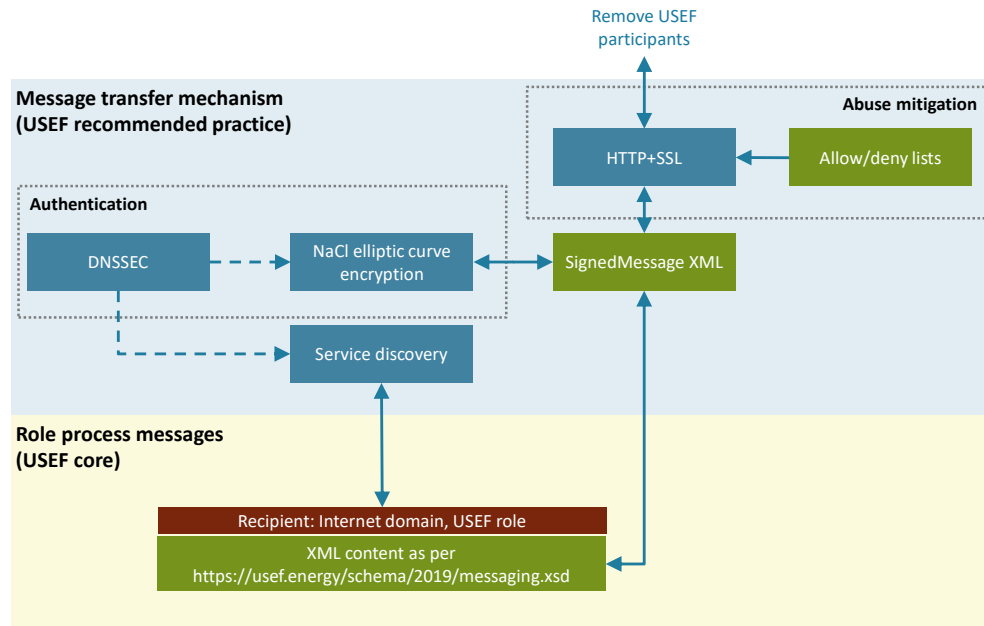 Remove USEF
participants
Message transfer mechanism
(USEF recommended practice)
Abuse mitigation
HTTP+SSL
Allow/deny lists
Authentication
DNSSEC
NaCl elliptic curve
encryption
SignedMessage XML
Service discovery
Role process messages
(USEF core)
Recipient: Internet domain, USEF role
XML content as per
https://usef.energy/schema/2019/messaging.xsd